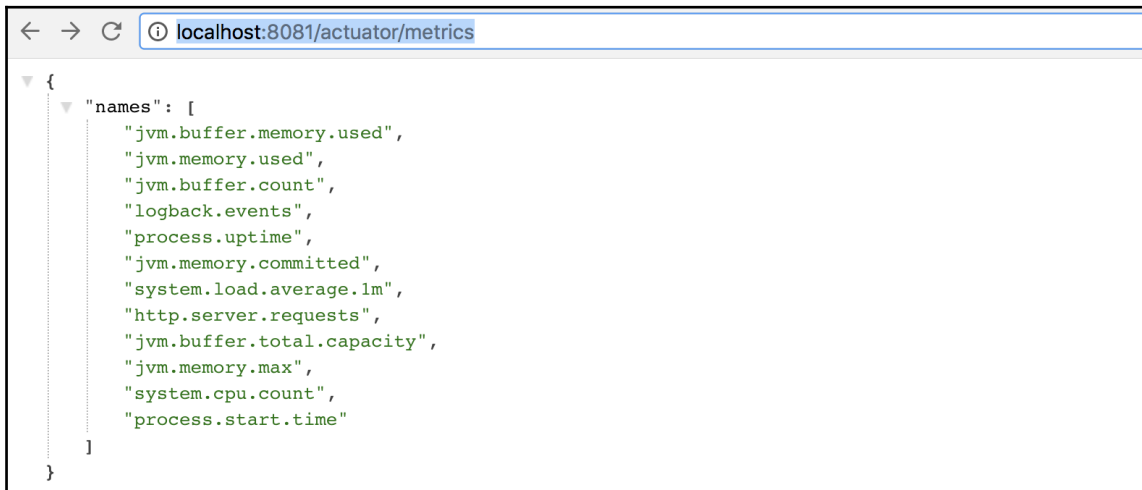 localhost:8081/actuator/metrics
{
"names": [
"jvm.buffer.memory.used",
"jvm.memory.used",
"jvm.buffer.count",
"logback.events",
"process.uptime",
"jvm.memory.committed",
"system.load.average.1m",
"http.server.requests",
"jvm.buffer.total.capacity",
"jvm.memory.max",
"system.cpu.count",
"process.start.time"
]
}